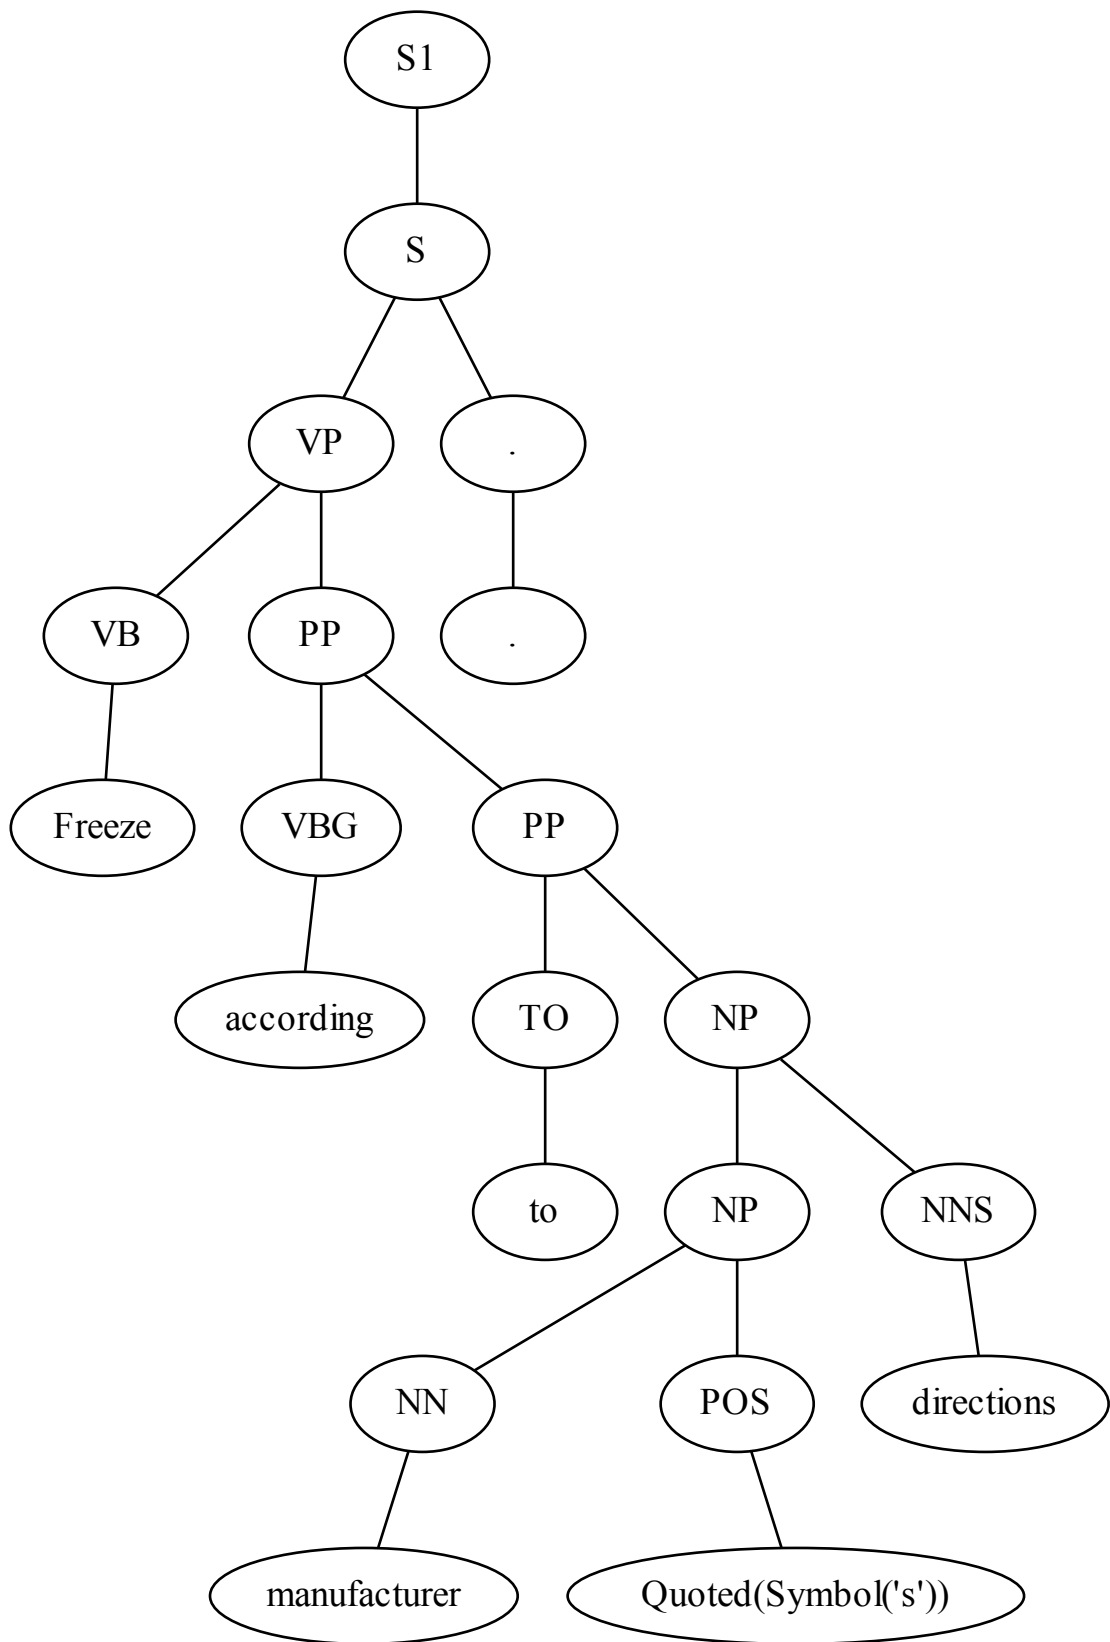 S1
S
VP .
VB PP .
Freeze VBG PP
according TO NP
to NP NNS
NN POS directions
manufacturer Quoted(Symbol('s'))